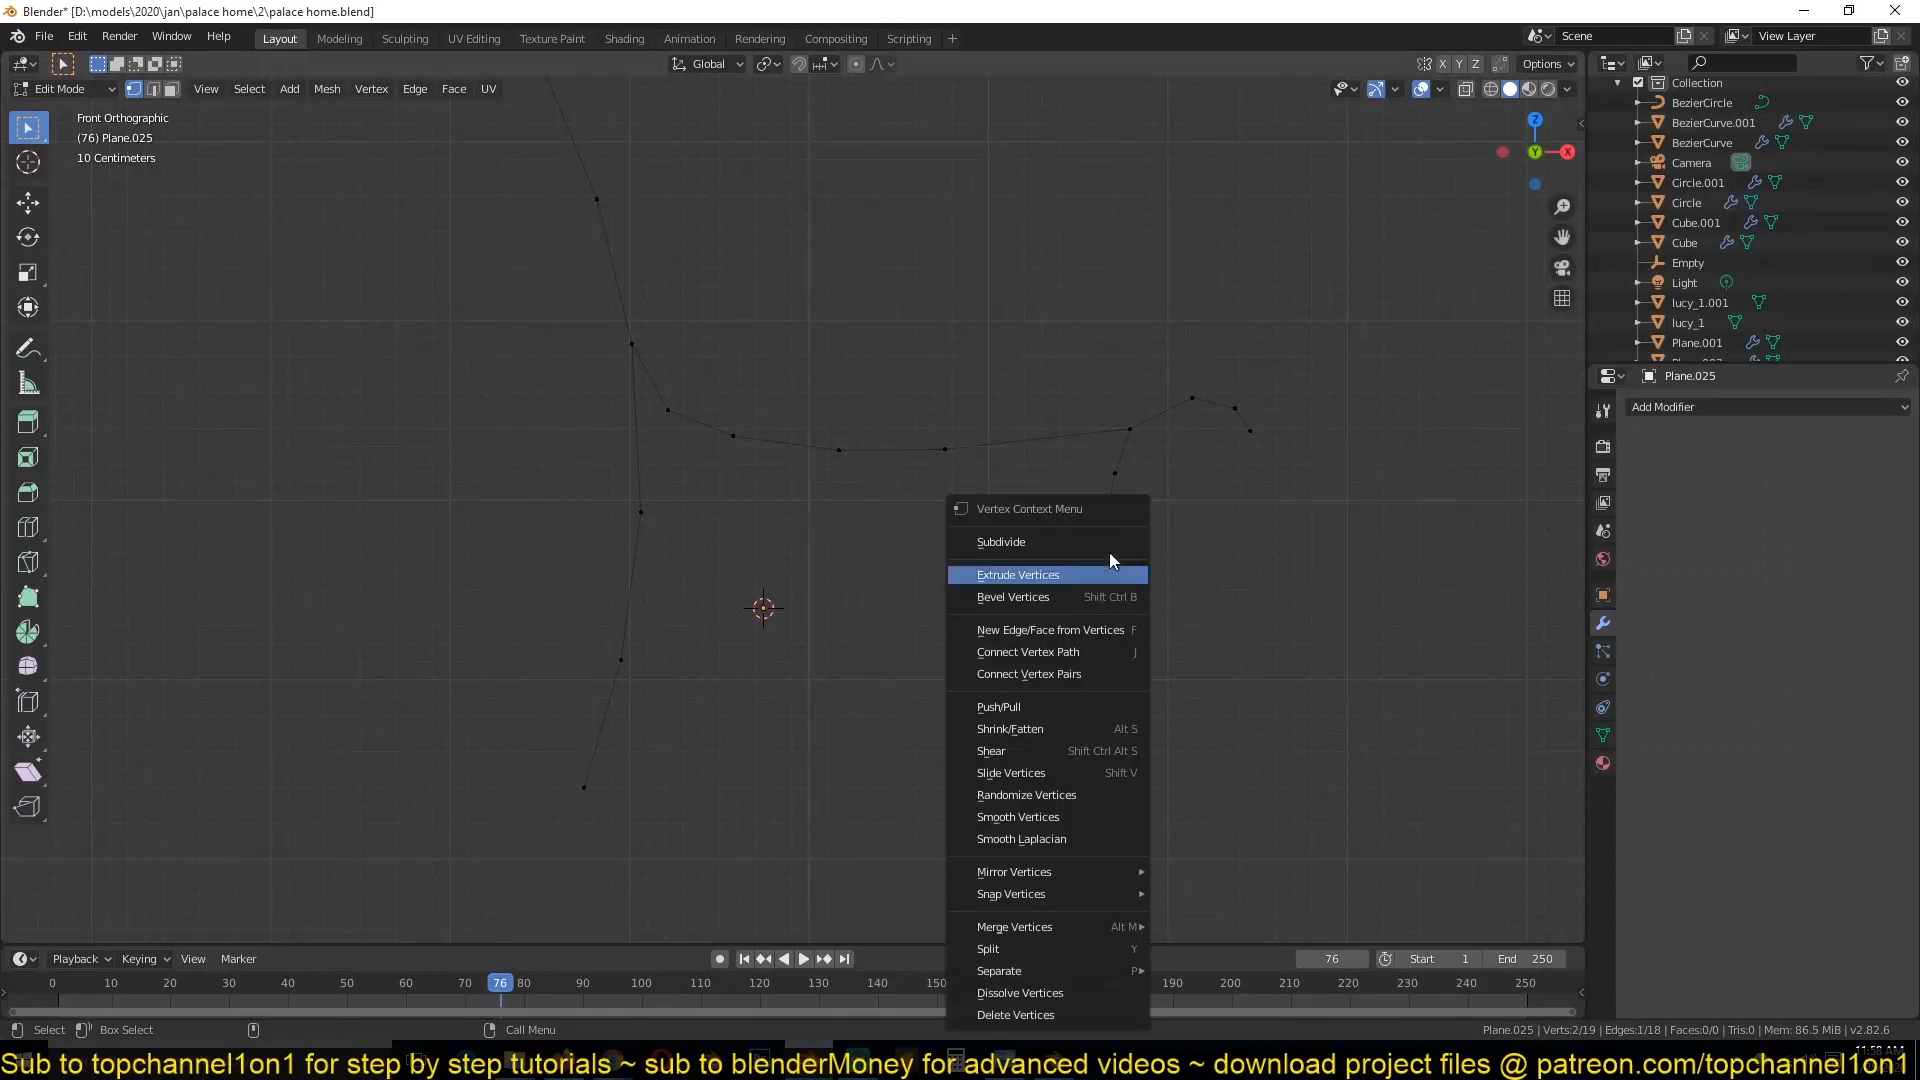 Blender* [D:\models\2020\jan\palace home\2\palace home.blend]
File Edit Render Window Help Layout Modeling Sculpting UV Editing Texture Paint Shading Animation Rendering Compositing Scripting + Scene View Layer
Global X Y Z Options
Edit Mode View Select Add Mesh Vertex Edge Face UV
Front Orthographic
(76) Plane.025
10 Centimeters
Z
Y X
Collection
BezierCircle
BezierCurve.001
BezierCurve
Camera
Circle.001
Circle
Cube.001
Cube
Empty
Light
lucy_1.001
lucy_1
Plane.001
Plane.025
Add Modifier
Vertex Context Menu
Subdivide
Extrude Vertices
Bevel Vertices Shift Ctrl B
New Edge/Face from Vertices F
Connect Vertex Path J
Connect Vertex Pairs
Push/Pull
Shrink/Fatten Alt S
Shear Shift Ctrl Alt S
Slide Vertices Shift V
Randomize Vertices
Smooth Vertices
Smooth Laplacian
Mirror Vertices
Snap Vertices
Merge Vertices Alt M
Split Y
Separate P
Dissolve Vertices
Delete Vertices
Playback Keying View Marker 76 Start 1 End 250
0 10 20 30 40 50 60 70 76 80 90 100 110 120 130 140 150 190 200 210 220 230 240 250
Select Box Select Call Menu Plane.025 | Verts:2/19 | Edges:1/18 | Faces:0/0 | Tris:0 | Mem: 86.5 MiB | v2.82.6
11:58 AM
Sub to topchannel1on1 for step by step tutorials ~ sub to blenderMoney for advanced videos ~ download project files @ patreon.com/topchannel1on1